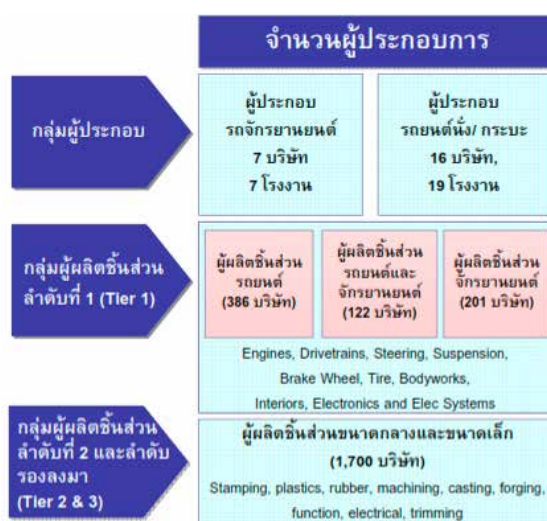 จำนวนผู้ประกอบการ
กลุ่มผู้ประกอบ
ผู้ประกอบ
รถจักรยานยนต์
7 บริษัท
7 โรงงาน
ผู้ประกอบ
รถยนต์นั่ง/ กระบะ
16 บริษัท,
19 โรงงาน
กลุ่มผู้ผลิตชิ้นส่วน
ลำดับที่ 1 (Tier 1)
ผู้ผลิตชิ้นส่วน
รถยนต์
(386 บริษัท)
ผู้ผลิตชิ้นส่วน
รถยนต์และ
จักรยานยนต์
(122 บริษัท)
ผู้ผลิตชิ้นส่วน
จักรยานยนต์
(201 บริษัท)
Engines, Drivetrains, Steering, Suspension,
Brake Wheel, Tire, Bodyworks,
Interiors, Electronics and Elec Systems
กลุ่มผู้ผลิตชิ้นส่วน
ลำดับที่ 2 และลำดับ
รองลงมา
(Tier 2 & 3)
ผู้ผลิตชิ้นส่วนขนาดกลางและขนาดเล็ก
(1,700 บริษัท)
Stamping, plastics, rubber, machining, casting, forging,
function, electrical, trimming